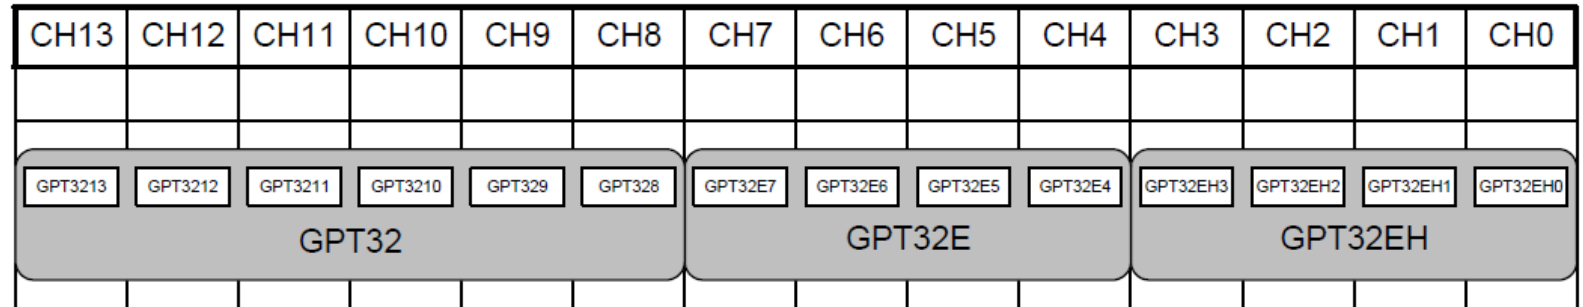 CH13 CH12 CH11 CH10 CH9 CH8 CH7 CH6 CH5 CH4 CH3 CH2 CH1 CH0
GPT3213 GPT3212 GPT3211 GPT3210 GPT329 GPT328 GPT32E7 GPT32E6 GPT32E5 GPT32E4 GPT32EH3 GPT32EH2 GPT32EH1 GPT32EH0
GPT32 GPT32E GPT32EH